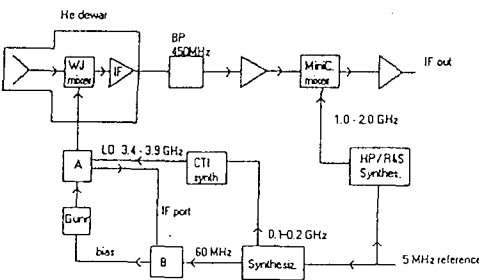 He dewar
BP
450MHz
WJ
mixer
IF
MiniC.
mixer
IF out
1.0 - 2.0 GHz
LO 3.4 - 3.9 GHz
A
CTI
synth
HP / R&S
Synthes.
IF port
Gunn
0.1-0.2 GHz
bias
B
60 MHz
Synthesiz.
5 MHz reference